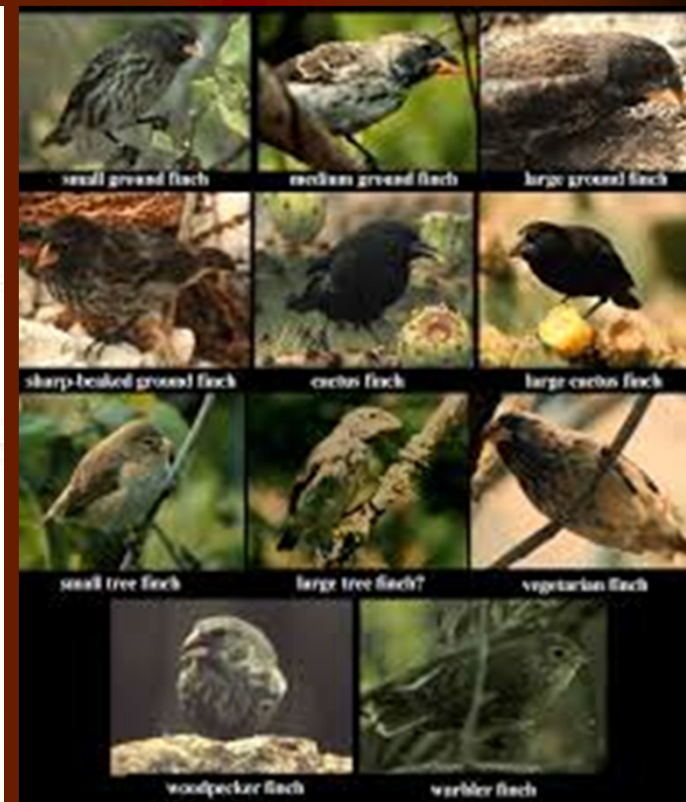 small ground finch
medium ground finch
large ground finch
sharp-beaked ground finch
cactus finch
large cactus finch
small tree finch
large tree finch?
vegetarian finch
woodpecker finch
warbler finch